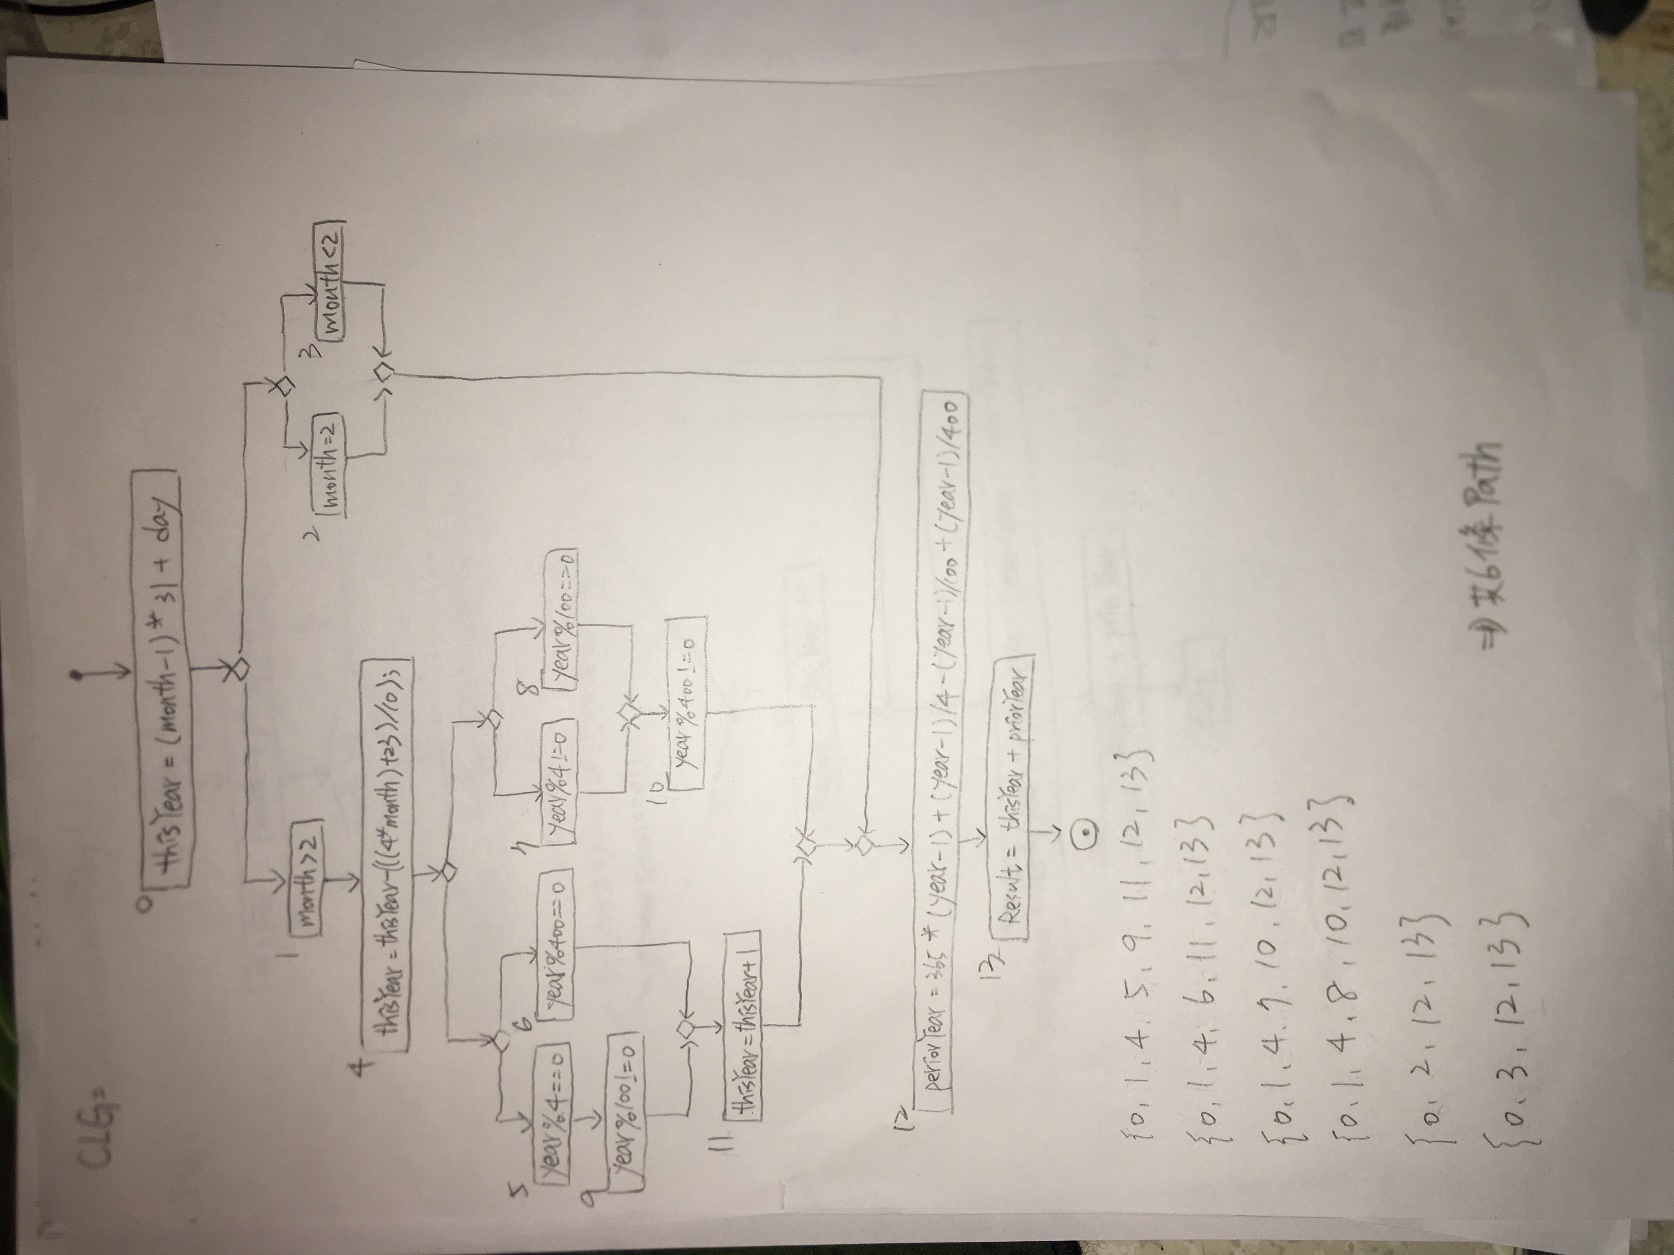 CLG=
0
thisYear = (month-1)*31 + day
1
month>2
2
month=2
3
month<2
4
thisYear=thisYear-(((4*month)+23)/10);
5
year%4==0
6
year%400==0
7
year%4!=0
8
year%100==0
9
year%100!=0
10
year%400!=0
11
thisYear=thisYear+1
12
periorYear = 365*(year-1)+(year-1)/4-(year-1)/100+(year-1)/400
13
Result = thisYear+priorYear
{0, 1, 4, 5, 9, 11, 12, 13}
{0, 1, 4, 6, 11, 12, 13}
{0, 1, 4, 7, 10, 12, 13}
{0, 1, 4, 8, 10, 12, 13}
{0, 2, 12, 13}
{0, 3, 12, 13}
⇒共6條Path